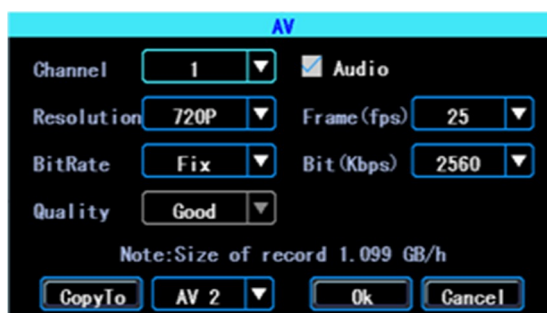 AV
Channel 1 Audio
Resolution 720P Frame(fps) 25
BitRate Fix Bit(Kbps) 2560
Quality Good
Note:Size of record 1.099 GB/h
CopyTo AV 2 Ok Cancel